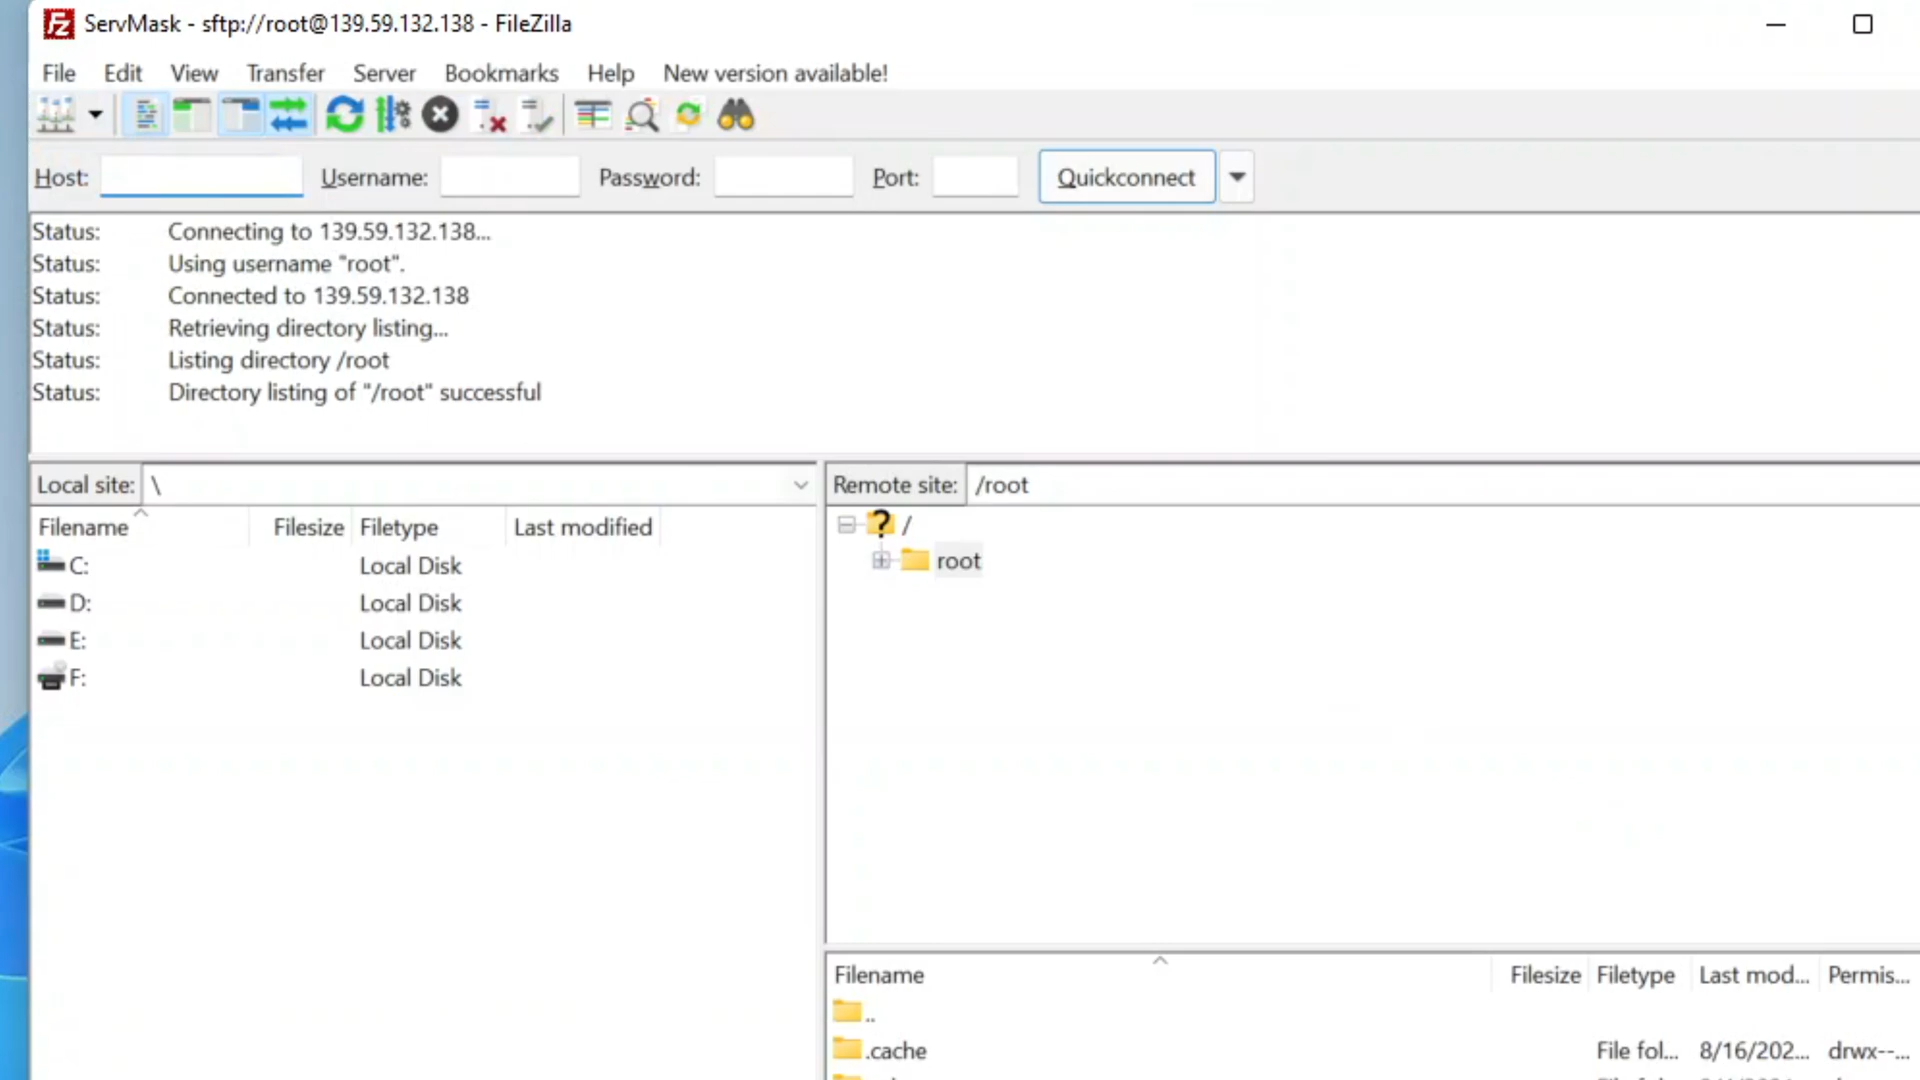 ServMask - sftp://root@139.59.132.138 - FileZilla
File Edit View Transfer Server Bookmarks Help New version available!
Host: Username: Password: Port: Quickconnect
Status: Connecting to 139.59.132.138...
Status: Using username "root".
Status: Connected to 139.59.132.138
Status: Retrieving directory listing...
Status: Listing directory /root
Status: Directory listing of "/root" successful
Local site: \
Filename Filesize Filetype Last modified
C: Local Disk
D: Local Disk
E: Local Disk
F: Local Disk
Remote site: /root
/
root
Filename Filesize Filetype Last mod... Permis...
..
.cache File fol... 8/16/202... drwx--...